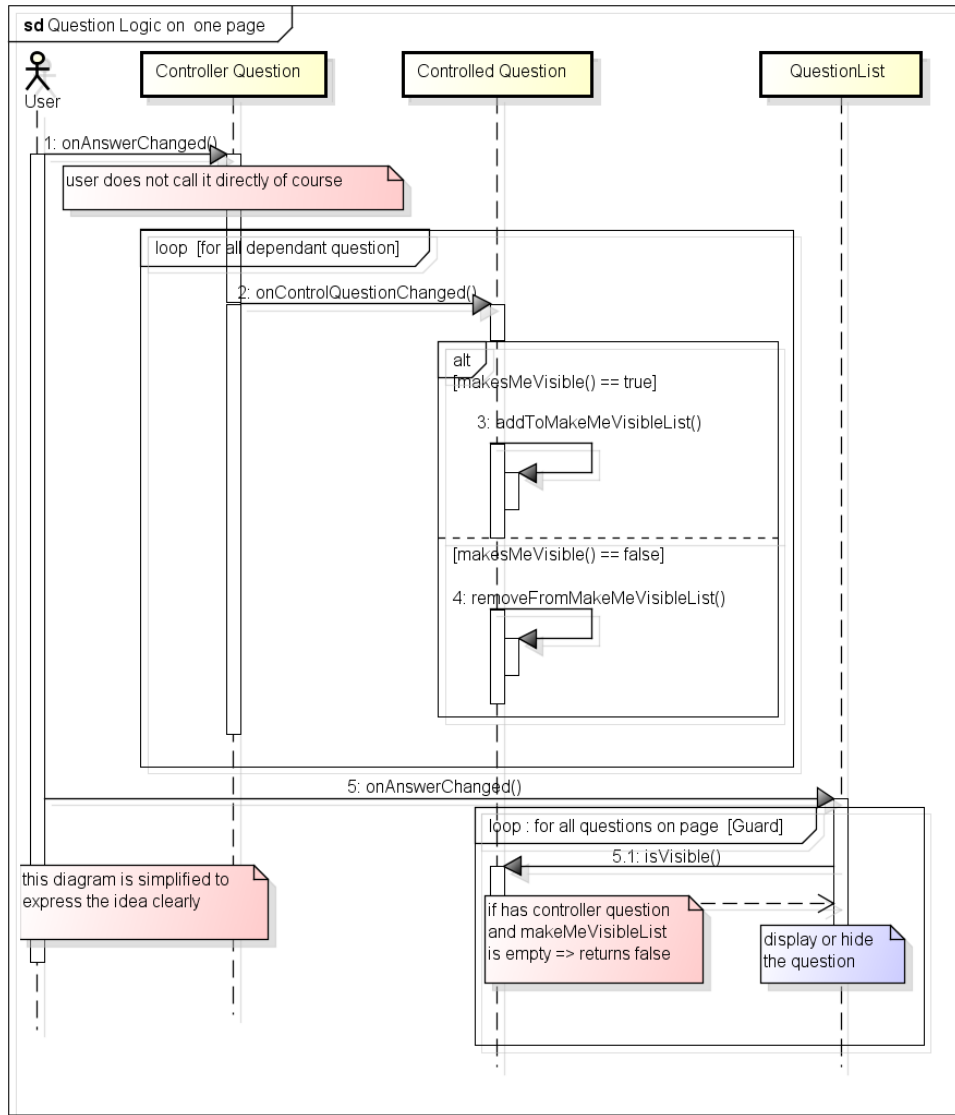 sd Question Logic on one page
User
Controller Question
Controlled Question
QuestionList
1: onAnswerChanged()
user does not call it directly of course
loop [for all dependant question]
2: onControlQuestionChanged()
alt
[makesMeVisible() == true]
3: addToMakeMeVisibleList()
[makesMeVisible() == false]
4: removeFromMakeMeVisibleList()
5: onAnswerChanged()
loop : for all questions on page [Guard]
5.1: isVisible()
this diagram is simplified to
express the idea clearly
if has controller question
and makeMeVisibleList
is empty => returns false
display or hide
the question